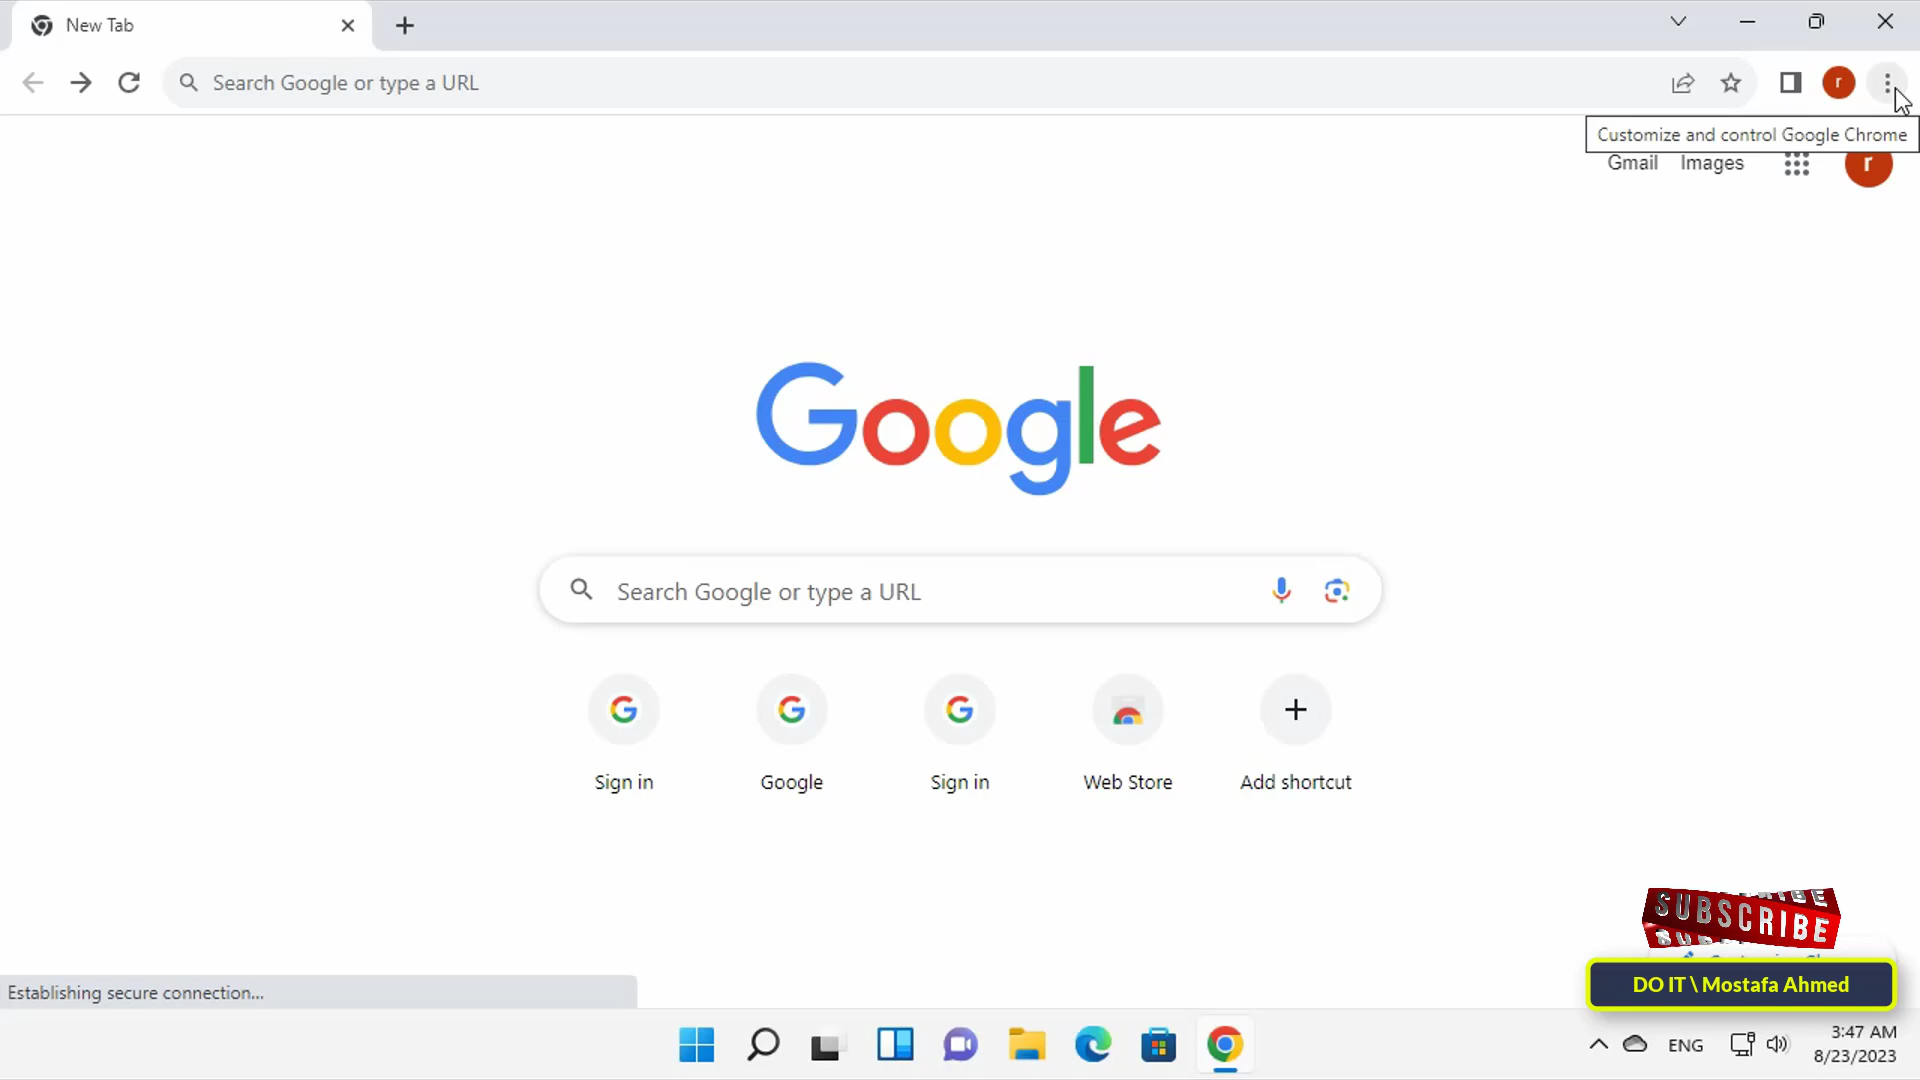 New Tab
Search Google or type a URL
r
Customize and control Google Chrome
Gmail Images
r
Google
Search Google or type a URL
Sign in
Google
Sign in
Web Store
Add shortcut
SUBSCRIBE
DO IT \ Mostafa Ahmed
Establishing secure connection...
ENG
3:47 AM
8/23/2023